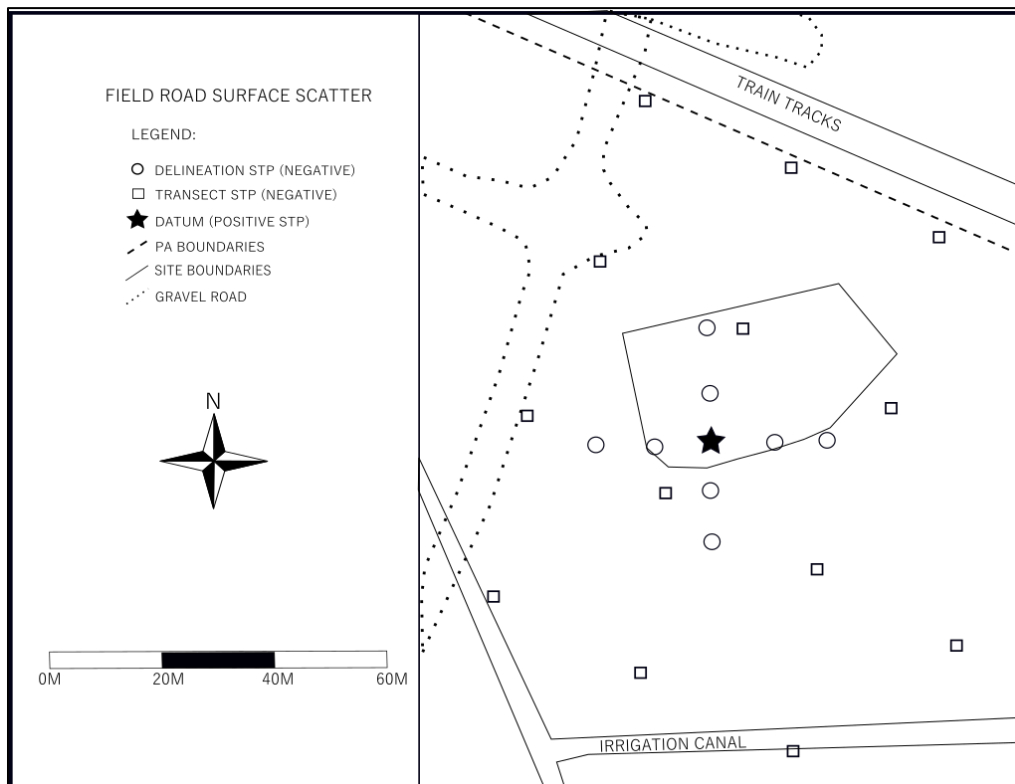 FIELD ROAD SURFACE SCATTER
LEGEND:
DELINEATION STP (NEGATIVE)
TRANSECT STP (NEGATIVE)
DATUM (POSITIVE STP)
PA BOUNDARIES
SITE BOUNDARIES
GRAVEL ROAD
N
0M 20M 40M 60M
TRAIN TRACKS
IRRIGATION CANAL